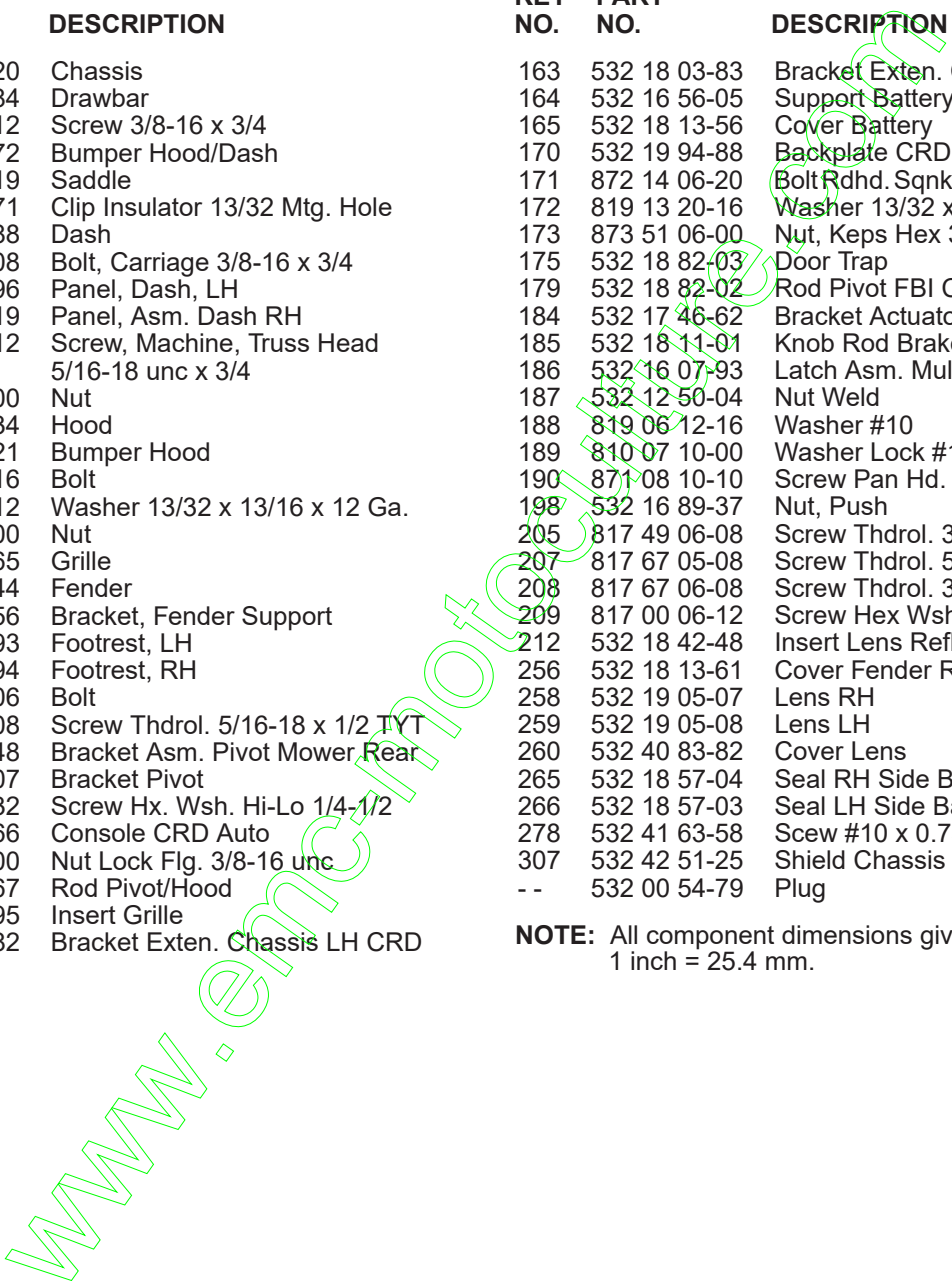 DESCRIPTION
20 Chassis
34 Drawbar
12 Screw 3/8-16 x 3/4
72 Bumper Hood/Dash
19 Saddle
71 Clip Insulator 13/32 Mtg. Hole
38 Dash
08 Bolt, Carriage 3/8-16 x 3/4
96 Panel, Dash, LH
19 Panel, Asm. Dash RH
12 Screw, Machine, Truss Head
5/16-18 unc x 3/4
00 Nut
34 Hood
21 Bumper Hood
16 Bolt
12 Washer 13/32 x 13/16 x 12 Ga.
00 Nut
65 Grille
44 Fender
56 Bracket, Fender Support
93 Footrest, LH
94 Footrest, RH
06 Bolt
08 Screw Thdrol. 5/16-18 x 1/2 TYT
48 Bracket Asm. Pivot Mower Rear
07 Bracket Pivot
32 Screw Hx. Wsh. Hi-Lo 1/4-1/2
66 Console CRD Auto
00 Nut Lock Flg. 3/8-16 unc
67 Rod Pivot/Hood
95 Insert Grille
82 Bracket Exten. Chassis LH CRD
KEY PART
NO. NO. DESCRIPTION
163 532 18 03-83 Bracket Exten.
164 532 16 56-05 Support Battery
165 532 18 13-56 Cover Battery
170 532 19 94-88 Backplate CRD
171 872 14 06-20 Bolt Rdhd. Sqnk
172 819 13 20-16 Washer 13/32 x
173 873 51 06-00 Nut, Keps Hex 3
175 532 18 82-03 Door Trap
179 532 18 82-02 Rod Pivot FBI C
184 532 17 46-62 Bracket Actuato
185 532 18 11-01 Knob Rod Brake
186 532 16 07-93 Latch Asm. Mul
187 532 12 50-04 Nut Weld
188 819 06 12-16 Washer #10
189 810 07 10-00 Washer Lock #1
190 871 08 10-10 Screw Pan Hd.
198 532 16 89-37 Nut, Push
205 817 49 06-08 Screw Thdrol. 3
207 817 67 05-08 Screw Thdrol. 5
208 817 67 06-08 Screw Thdrol. 3
209 817 00 06-12 Screw Hex Wsh
212 532 18 42-48 Insert Lens Refl
256 532 18 13-61 Cover Fender R
258 532 19 05-07 Lens RH
259 532 19 05-08 Lens LH
260 532 40 83-82 Cover Lens
265 532 18 57-04 Seal RH Side B
266 532 18 57-03 Seal LH Side Ba
278 532 41 63-58 Scew #10 x 0.7
307 532 42 51-25 Shield Chassis
- - 532 00 54-79 Plug
NOTE: All component dimensions giv
1 inch = 25.4 mm.
www.emc-motoculture.com